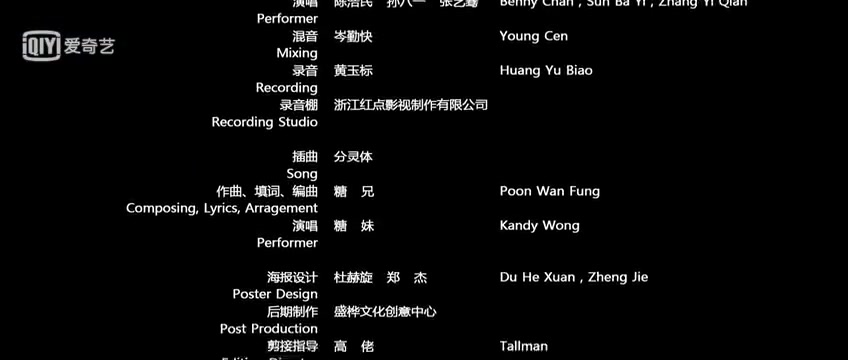 演唱 陈浩民 孙八一 张艺骞 Benny Chan , Sun Ba Yi , Zhang Yi Qian
Performer
iQIYI 爱奇艺
混音 岑勤快 Young Cen
Mixing
录音 黄玉标 Huang Yu Biao
Recording
录音棚 浙江红点影视制作有限公司
Recording Studio
插曲 分灵体
Song
作曲、填词、编曲 糖 兄 Poon Wan Fung
Composing, Lyrics, Arragement
演唱 糖 妹 Kandy Wong
Performer
海报设计 杜赫旋 郑 杰 Du He Xuan , Zheng Jie
Poster Design
后期制作 盛桦文化创意中心
Post Production
剪接指导 高 佬 Tallman